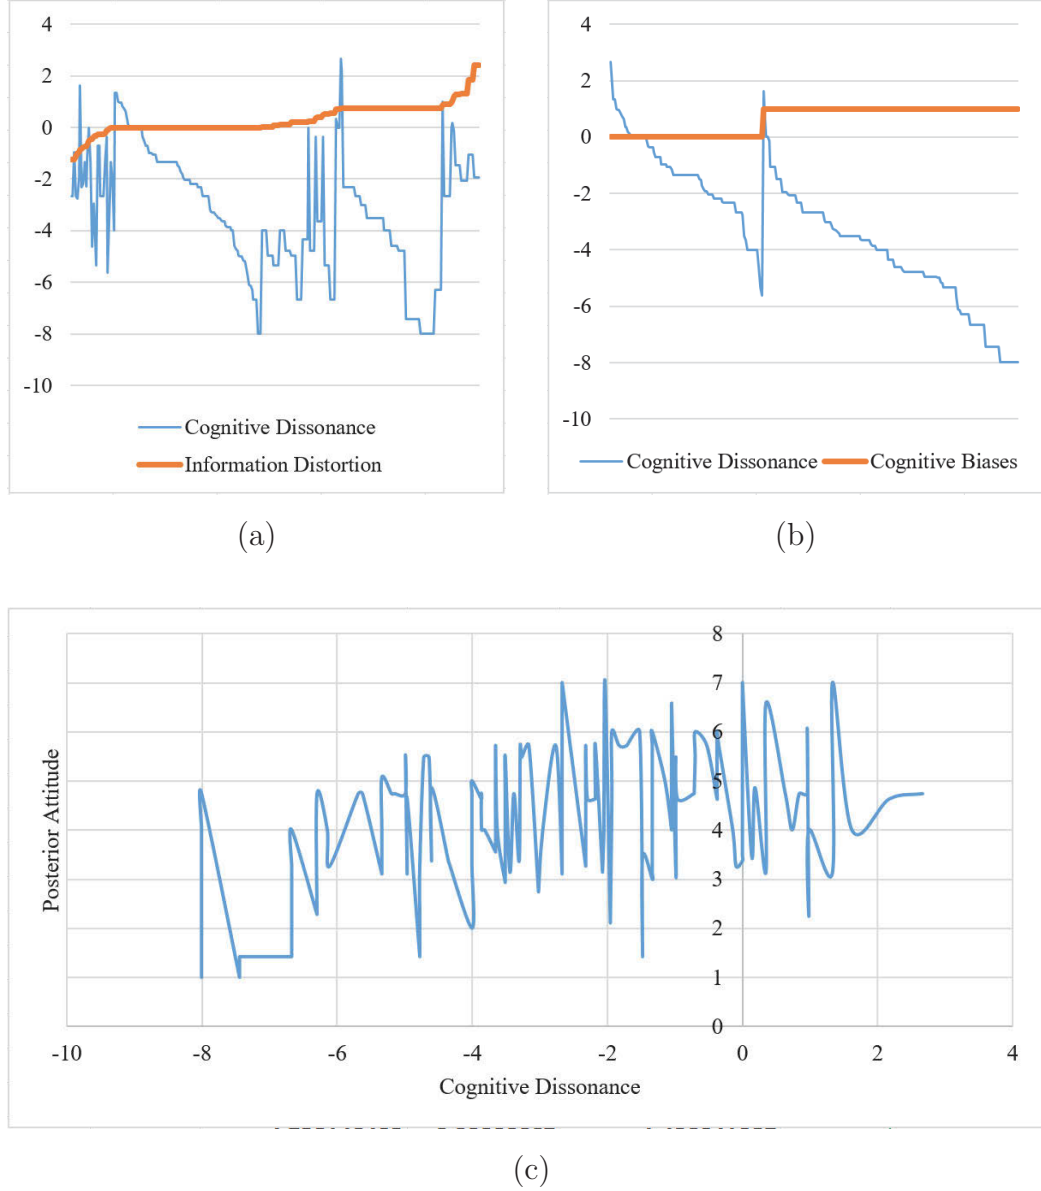 4
2
0
-2
-4
-6
-8
-10
Cognitive Dissonance
Information Distortion
(a)
4
2
0
-2
-4
-6
-8
-10
Cognitive Dissonance Cognitive Biases
(b)
8
7
6
5
4
3
2
1
0
Posterior Attitude
-10 -8 -6 -4 -2 0 2 4
Cognitive Dissonance
(c)